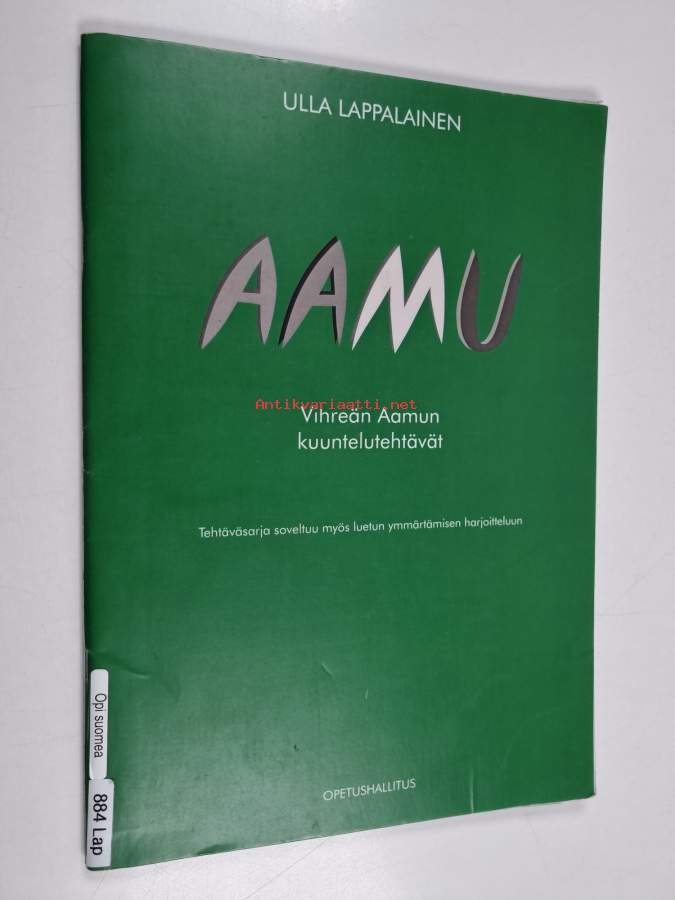 ULLA LAPPALAINEN
AAMU
Antikvariaatti.net
Vihreän Aamun
kuuntelutehtävät
Tehtäväsarja soveltuu myös luetun ymmärtämisen harjoitteluun
OPETUSHALLITUS
Opi suomea
884 Lap